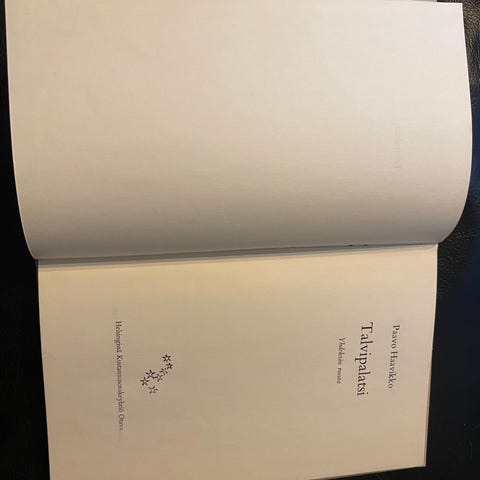 Paavo Haavikko
Talvipalatsi
Yhdeksän runoa
Helsingissä Kustannusosakeyhtiö Otava